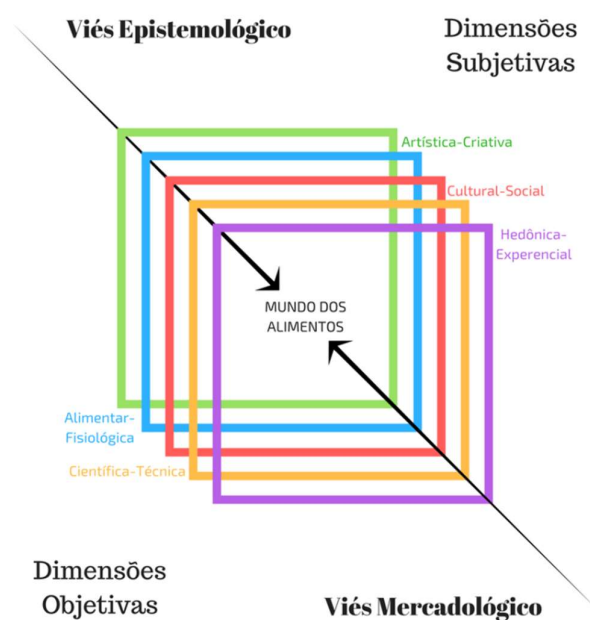 Viés Epistemológico
Dimensões
Subjetivas
Artística-Criativa
Cultural-Social
Hedônica-
Experencial
MUNDO DOS
ALIMENTOS
Alimentar-
Fisiológica
Científica-Técnica
Dimensões
Objetivas
Viés Mercadológico